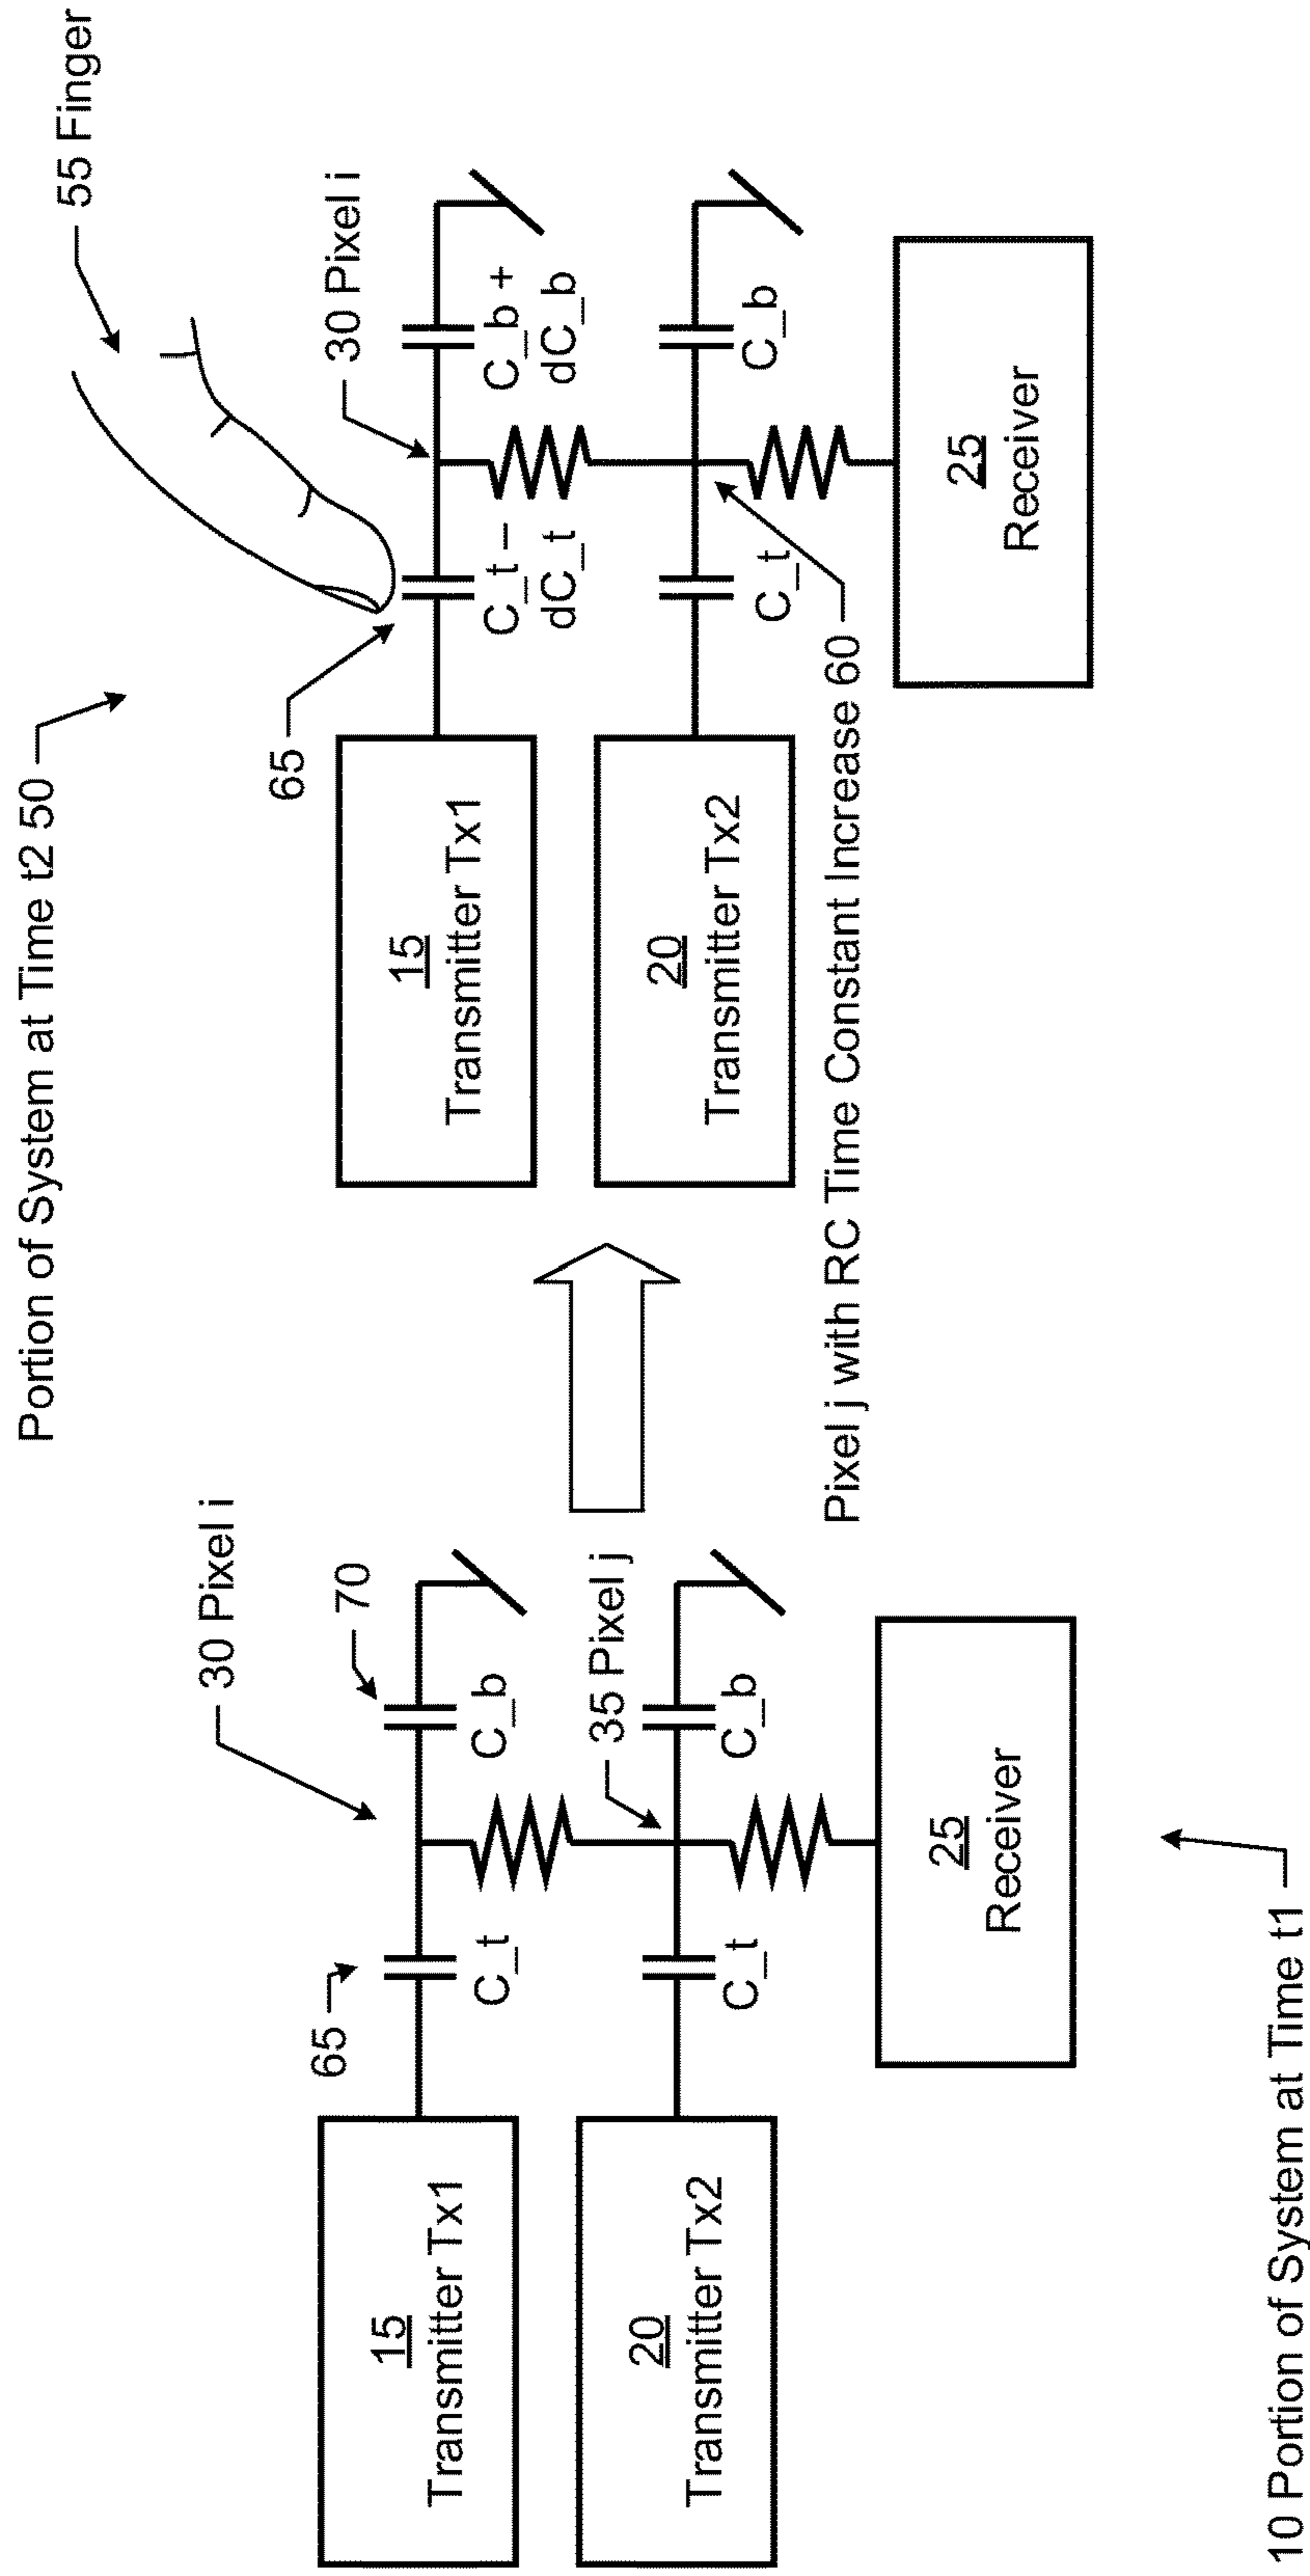 Portion of System at Time t2 50
55 Finger
30 Pixel i
65
15
Transmitter Tx1
C_t –
dC_t
C_b +
dC_b
20
Transmitter Tx2
C_t
C_b
Pixel j with RC Time Constant Increase 60
25
Receiver
30 Pixel i
65
70
15
Transmitter Tx1
C_t
C_b
35 Pixel j
20
Transmitter Tx2
C_t
C_b
25
Receiver
10 Portion of System at Time t1